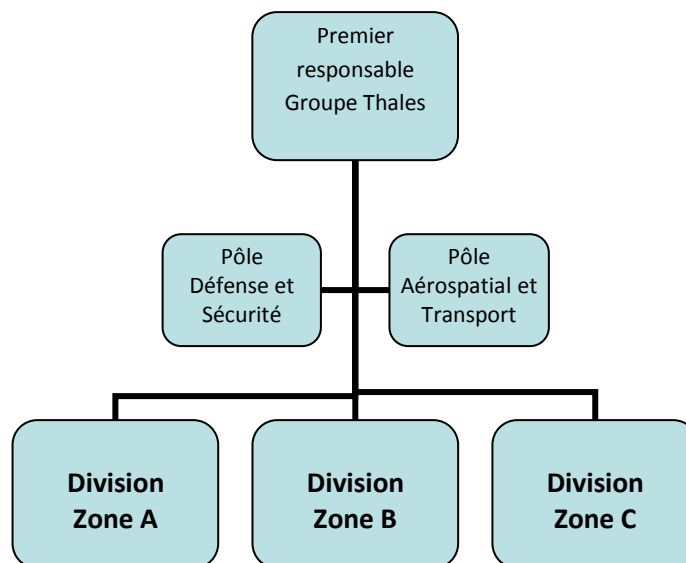 Premier
responsable
Groupe Thales
Pôle
Défense et
Sécurité
Pôle
Aérospatial et
Transport
Division
Zone A
Division
Zone B
Division
Zone C